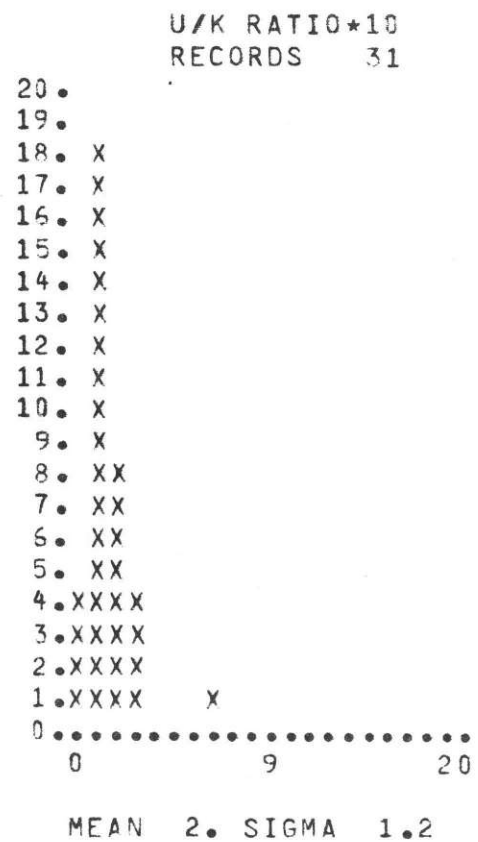 U/K RATIO*10
RECORDS 31
20.
19.
18. X
17. X
16. X
15. X
14. X
13. X
12. X
11. X
10. X
9. X
8. XX
7. XX
6. XX
5. XX
4.XXXX
3.XXXX
2.XXXX
1.XXXX X
0......................
0 9 20
MEAN 2. SIGMA 1.2